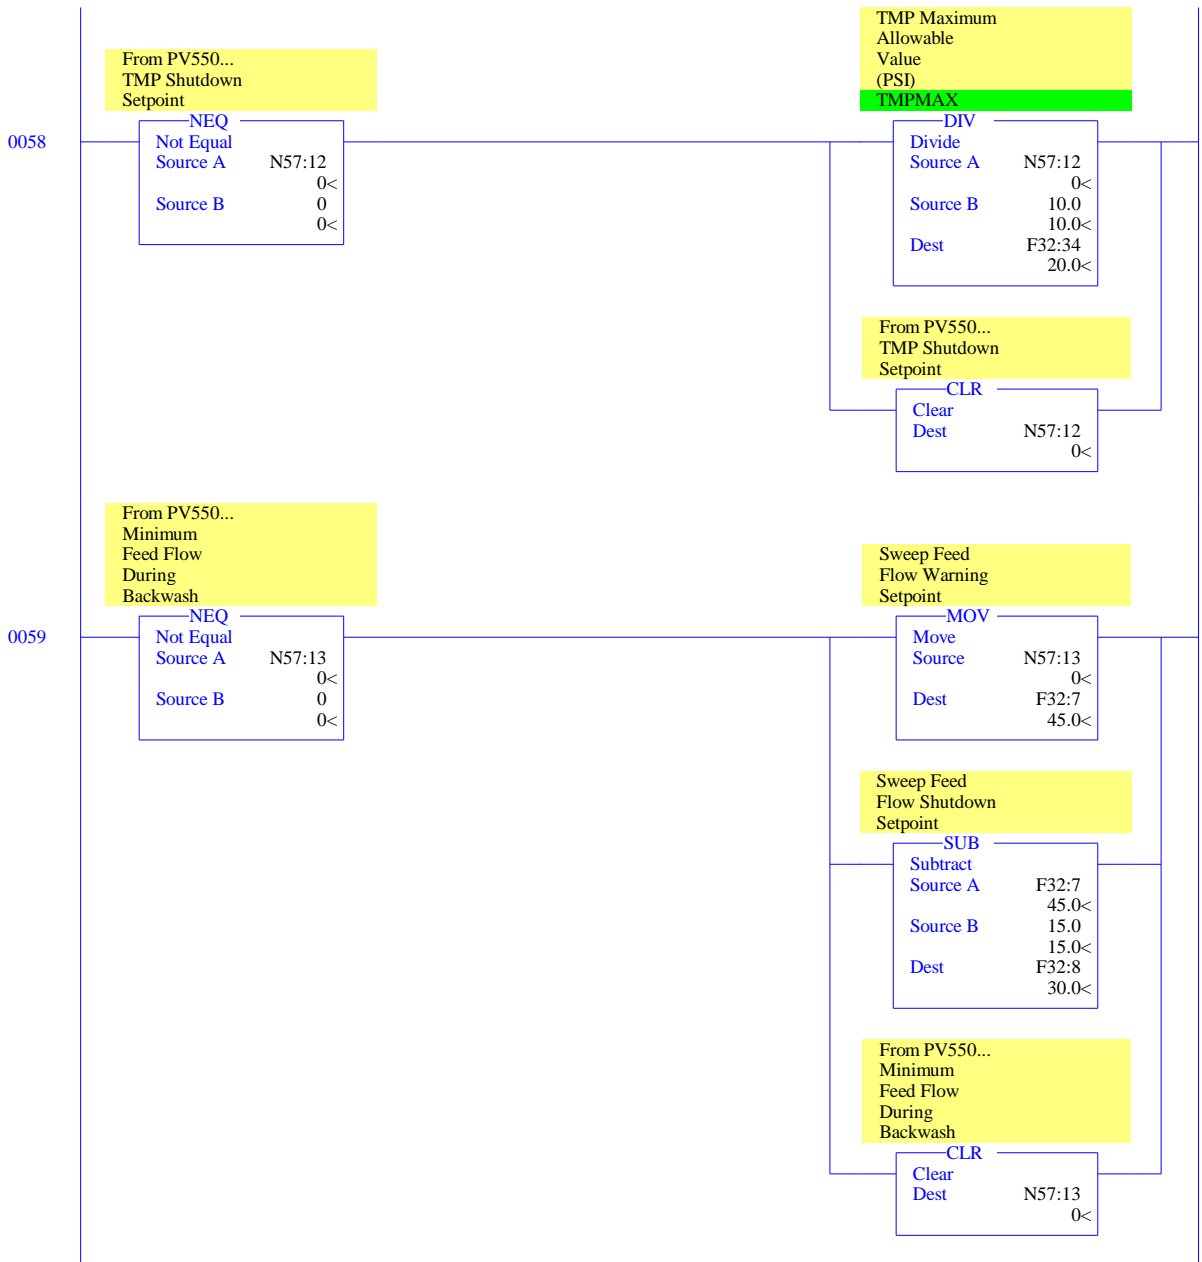 From PV550...
TMP Shutdown
Setpoint
TMP Maximum
Allowable
Value
(PSI)
TMPMAX
0058
NEQ
Not Equal
Source A N57:12
0<
Source B 0
0<
DIV
Divide
Source A N57:12
0<
Source B 10.0
10.0<
Dest F32:34
20.0<
From PV550...
TMP Shutdown
Setpoint
CLR
Clear
Dest N57:12
0<
From PV550...
Minimum
Feed Flow
During
Backwash
Sweep Feed
Flow Warning
Setpoint
0059
NEQ
Not Equal
Source A N57:13
0<
Source B 0
0<
MOV
Move
Source N57:13
0<
Dest F32:7
45.0<
Sweep Feed
Flow Shutdown
Setpoint
SUB
Subtract
Source A F32:7
45.0<
Source B 15.0
15.0<
Dest F32:8
30.0<
From PV550...
Minimum
Feed Flow
During
Backwash
CLR
Clear
Dest N57:13
0<